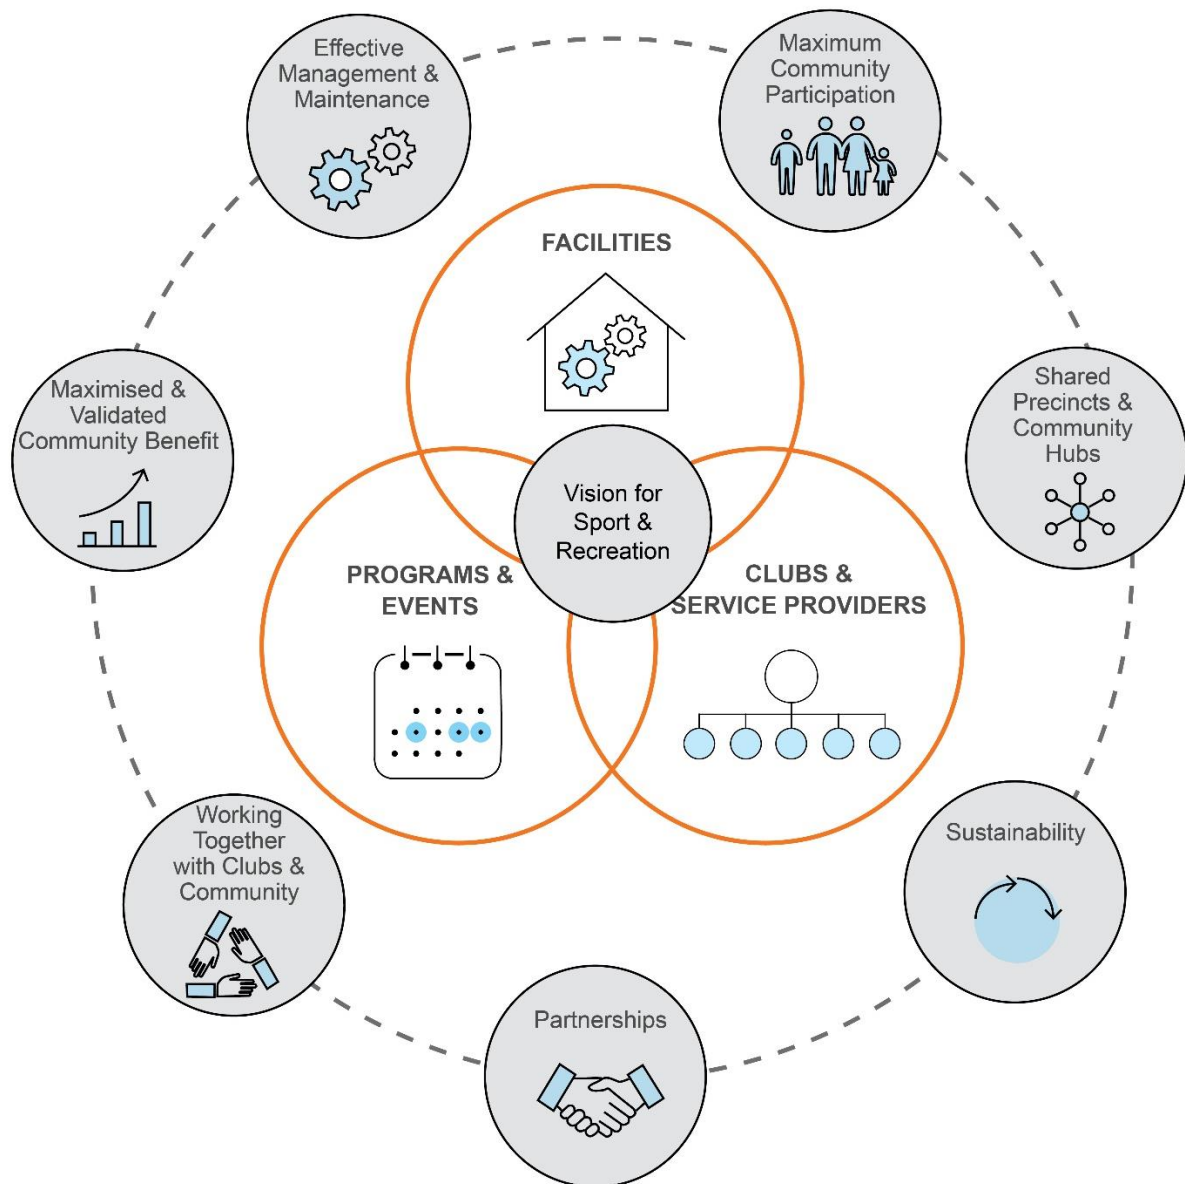 Effective
Management &
Maintenance
Maximum
Community
Participation
FACILITIES
Maximised &
Validated
Community Benefit
Shared
Precincts &
Community
Hubs
Vision for
Sport &
Recreation
PROGRAMS &
EVENTS
CLUBS &
SERVICE PROVIDERS
Working
Together
with Clubs &
Community
Sustainability
Partnerships